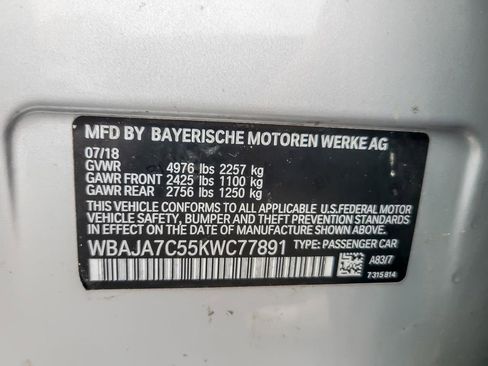 MFD BY BAYERISCHE MOTOREN WERKE AG
07/18
GVWR 4976 lbs 2257 kg
GAWR FRONT 2425 lbs 1100 kg
GAWR REAR 2756 lbs 1250 kg
THIS VEHICLE CONFORMS TO ALL APPLICABLE U.S.FEDERAL MOTOR
VEHICLE SAFETY, BUMPER AND THEFT PREVENTION STANDARDS
IN EFFECT ON THE DATE OF MANUFACTURE SHOWN ABOVE.
WBAJA7C55KWC77891 TYPE: PASSENGER CAR
A83/7
7315814